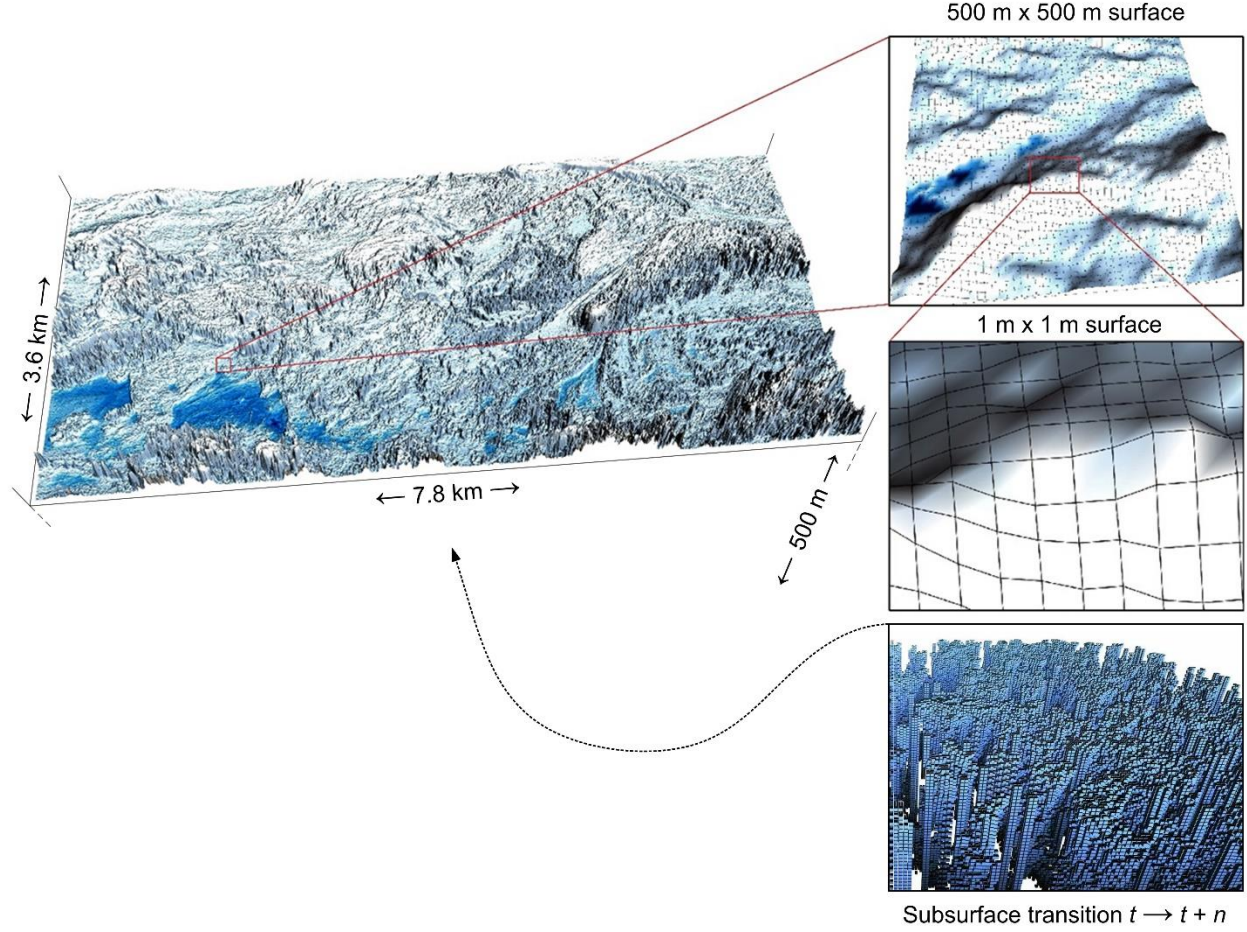 500 m x 500 m surface
← 3.6 km →
1 m x 1 m surface
← 7.8 km →
← 500 m →
Subsurface transition t → t + n